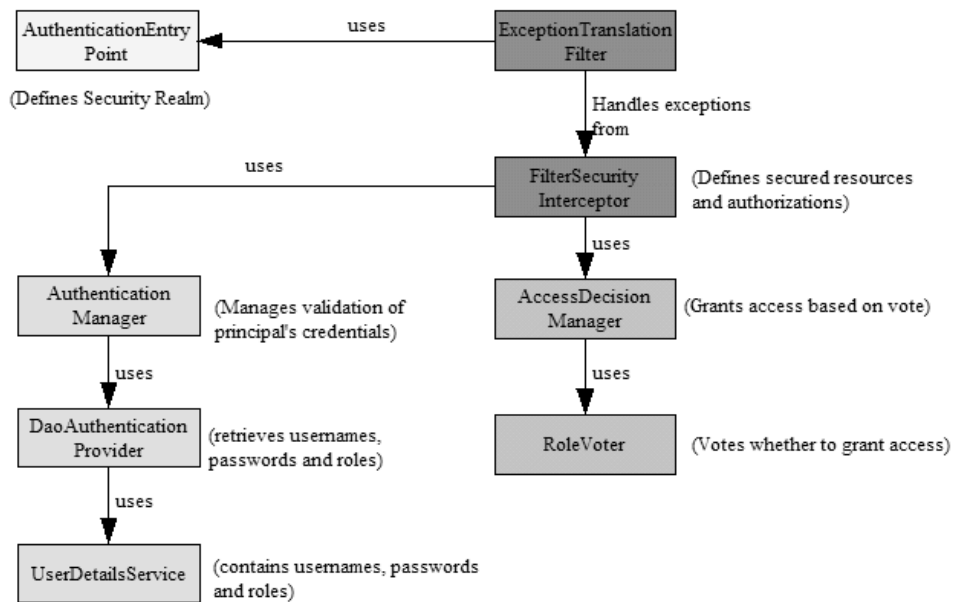 AuthenticationEntry
Point
uses
ExceptionTranslation
Filter
(Defines Security Realm)
Handles exceptions
from
uses
FilterSecurity
Interceptor
(Defines secured resources
and authorizations)
uses
Authentication
Manager
(Manages validation of
principal's credentials)
AccessDecision
Manager
(Grants access based on vote)
uses
uses
DaoAuthentication
Provider
(retrieves usernames,
passwords and roles)
RoleVoter
(Votes whether to grant access)
uses
UserDetailsService
(contains usernames, passwords
and roles)